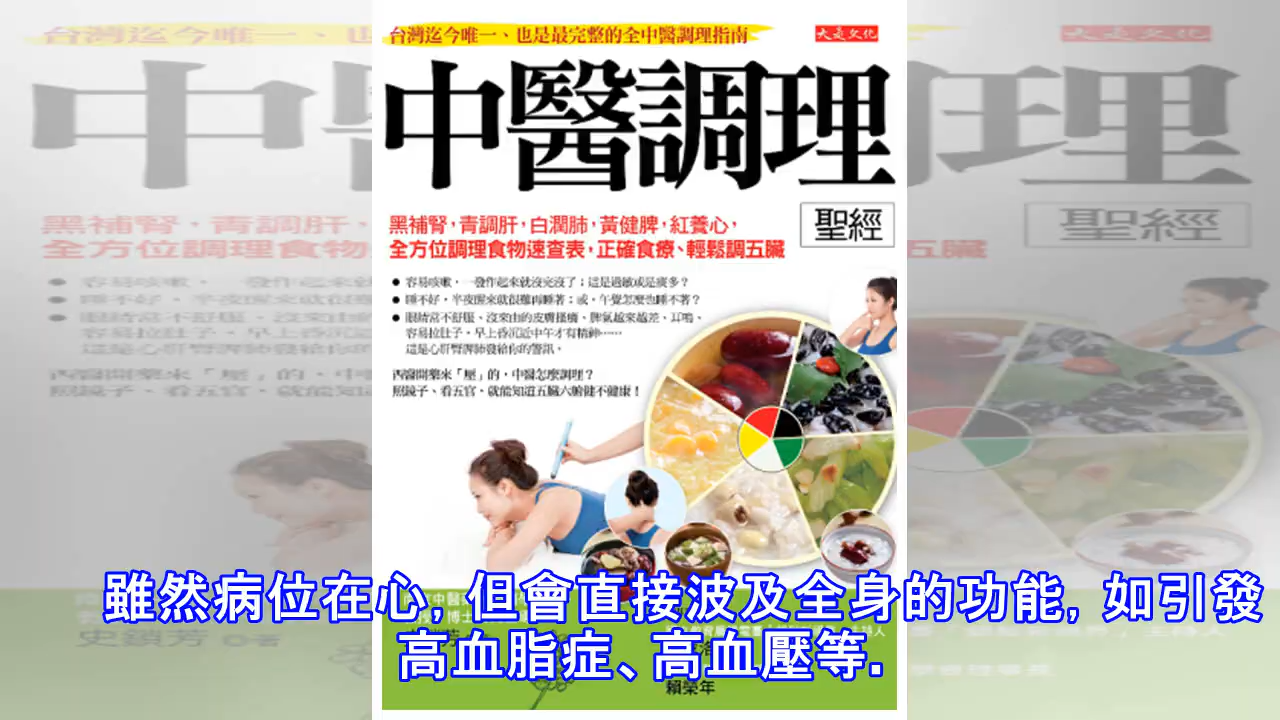 台灣迄今唯一、也是最完整的全中醫調理指南
大是文化
中醫調理
聖經
黑補腎，青調肝，白潤肺，黃健脾，紅養心，
全方位調理食物速查表，正確食療、輕鬆調五臟
● 容易咳嗽，一發作起來就沒完沒了；這是過敏或是痰多？
● 睡不好，半夜醒來就很難再睡著；或，午覺怎麼也睡不著？
● 眼睛當不舒服、沒來由的皮膚搔癢、脾氣越來越差、耳鳴、
容易拉肚子，早上昏沉近中午才有精神⋯⋯
這是心肝腎脾肺發給你的警訊。
西醫開藥來「壓」的，中醫怎麼調理？
照鏡子、看五官，就能知道五臟六腑健不健康！
雖然病位在心, 但會直接波及全身的功能, 如引發
高血脂症、高血壓等.
賴榮年
史鎖芳